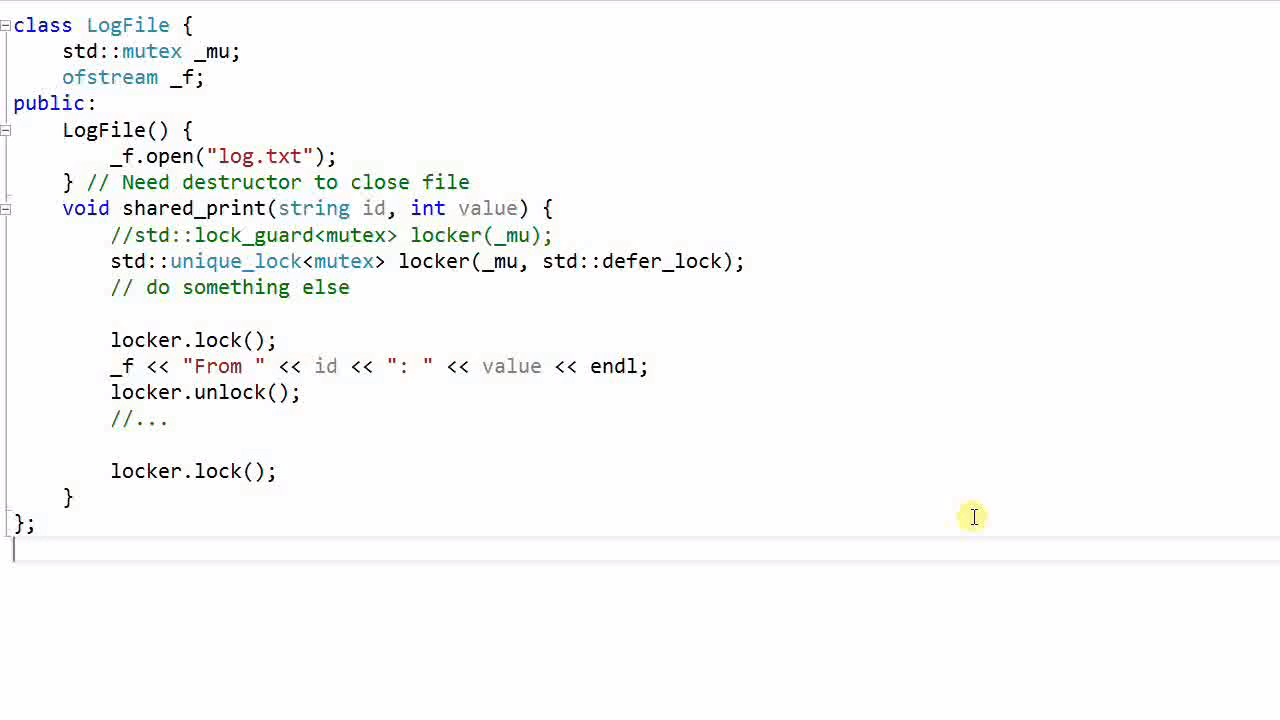 class LogFile {
    std::mutex _mu;
    ofstream _f;
public:
    LogFile() {
        _f.open("log.txt");
    } // Need destructor to close file
    void shared_print(string id, int value) {
        //std::lock_guard<mutex> locker(_mu);
        std::unique_lock<mutex> locker(_mu, std::defer_lock);
        // do something else
        locker.lock();
        _f << "From " << id << ": " << value << endl;
        locker.unlock();
        //...
        locker.lock();
    }
};